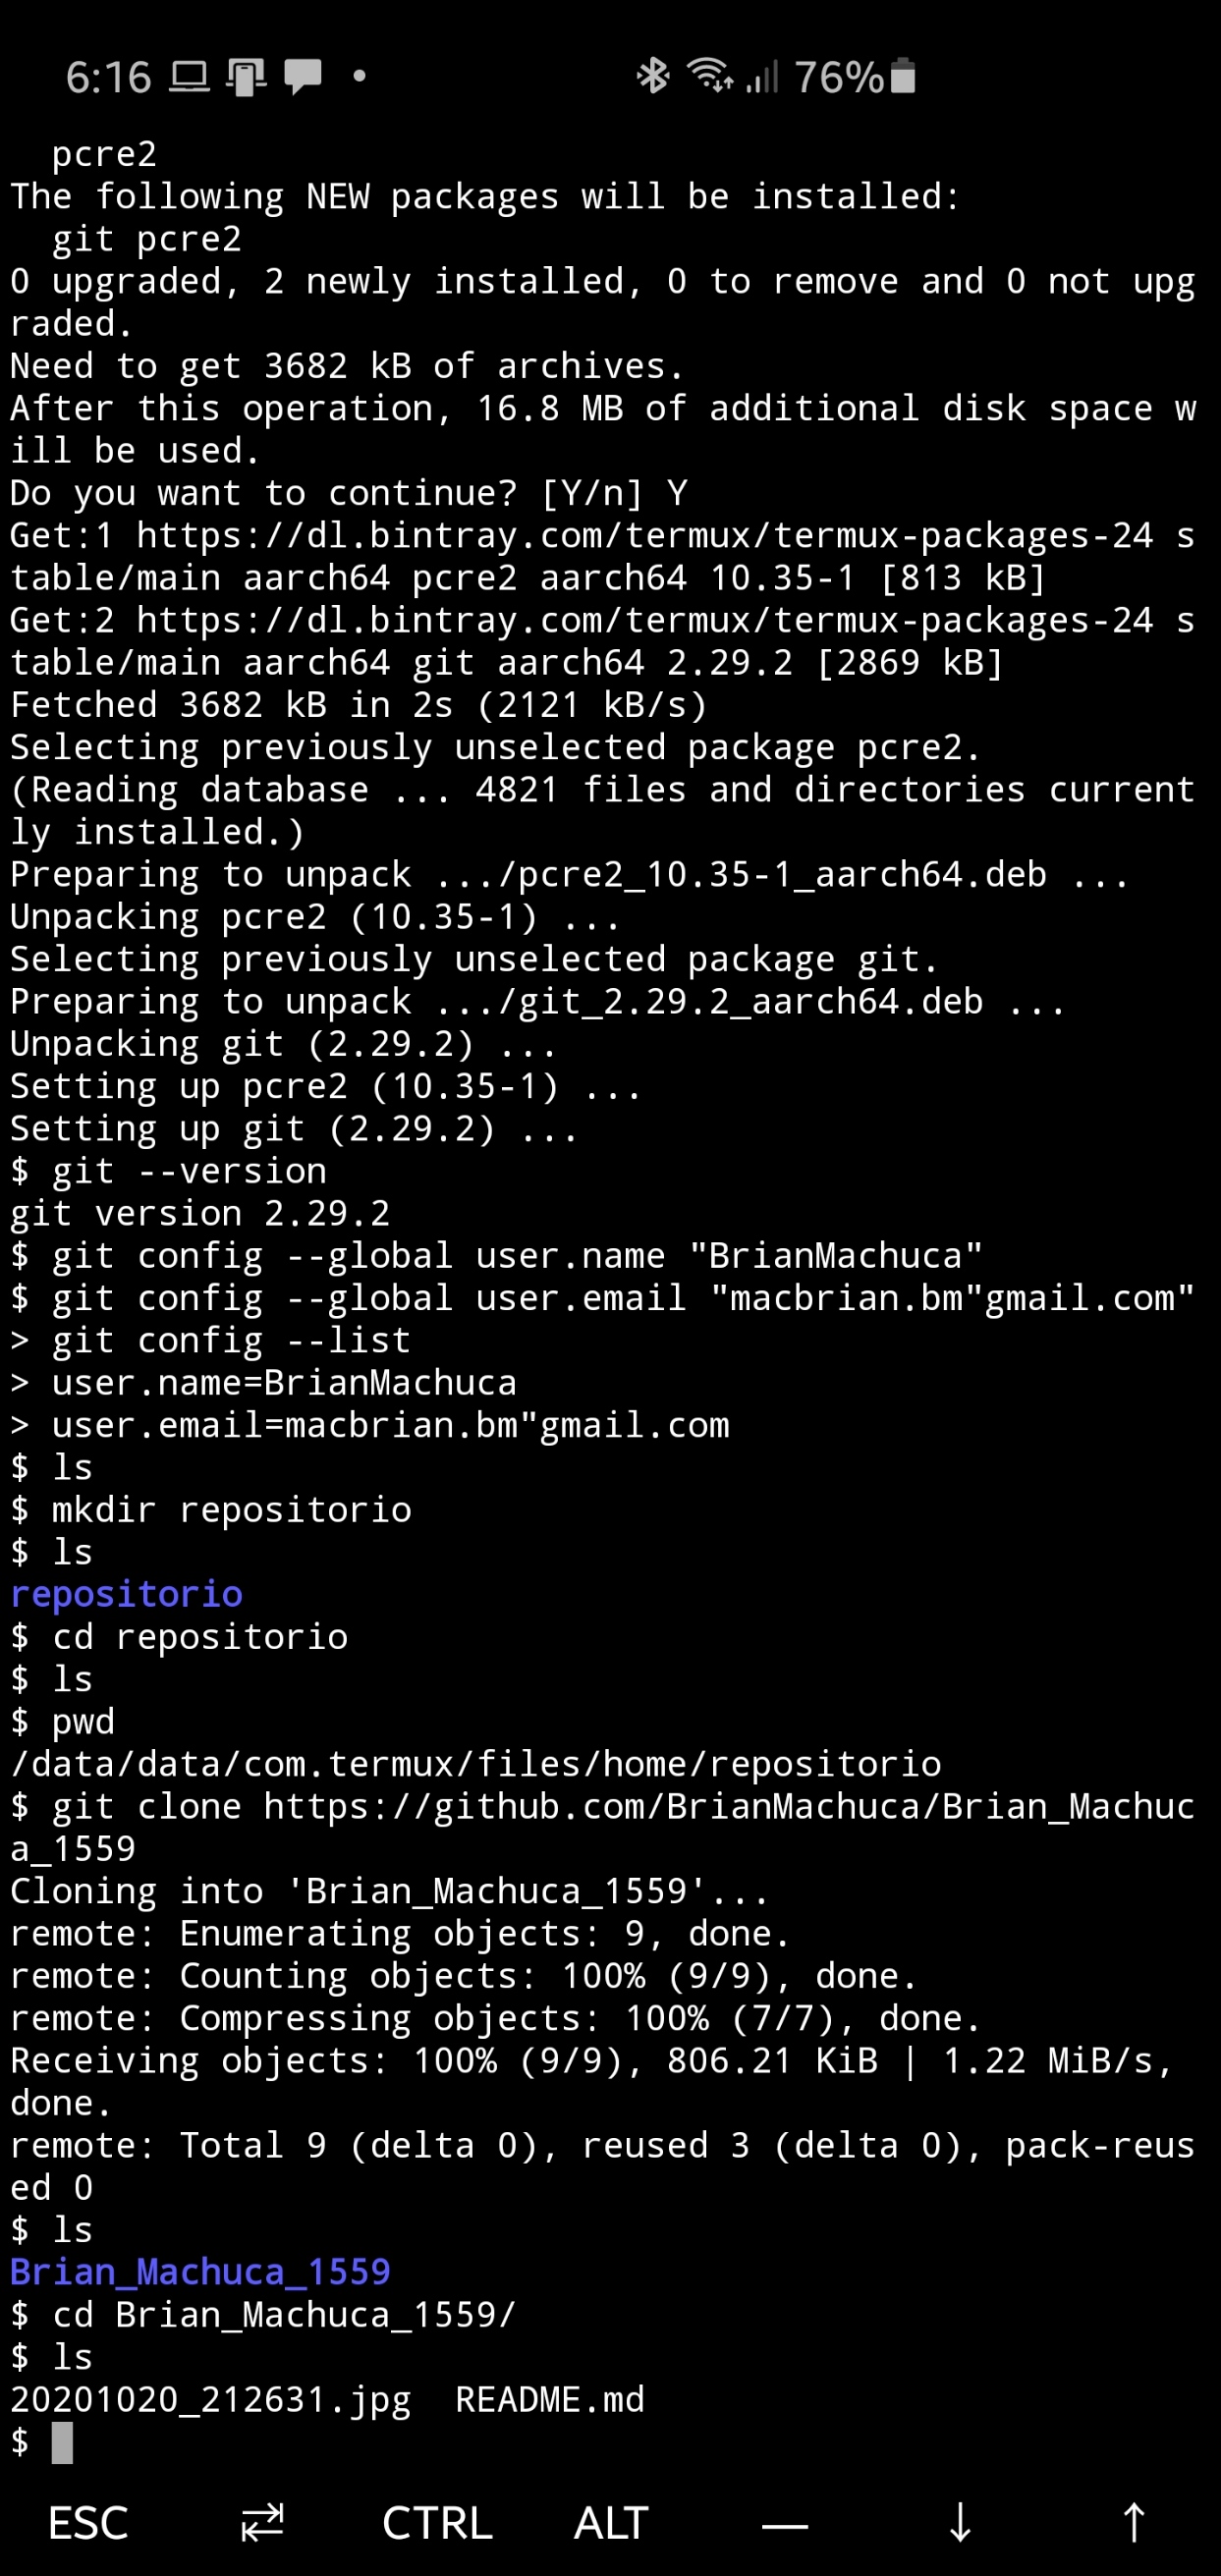 6:16 76%
pcre2
The following NEW packages will be installed:
git pcre2
0 upgraded, 2 newly installed, 0 to remove and 0 not upg
raded.
Need to get 3682 kB of archives.
After this operation, 16.8 MB of additional disk space w
ill be used.
Do you want to continue? [Y/n] Y
Get:1 https://dl.bintray.com/termux/termux-packages-24 s
table/main aarch64 pcre2 aarch64 10.35-1 [813 kB]
Get:2 https://dl.bintray.com/termux/termux-packages-24 s
table/main aarch64 git aarch64 2.29.2 [2869 kB]
Fetched 3682 kB in 2s (2121 kB/s)
Selecting previously unselected package pcre2.
(Reading database ... 4821 files and directories current
ly installed.)
Preparing to unpack .../pcre2_10.35-1_aarch64.deb ...
Unpacking pcre2 (10.35-1) ...
Selecting previously unselected package git.
Preparing to unpack .../git_2.29.2_aarch64.deb ...
Unpacking git (2.29.2) ...
Setting up pcre2 (10.35-1) ...
Setting up git (2.29.2) ...
$ git --version
git version 2.29.2
$ git config --global user.name "BrianMachuca"
$ git config --global user.email "macbrian.bm"gmail.com"
> git config --list
> user.name=BrianMachuca
> user.email=macbrian.bm"gmail.com
$ ls
$ mkdir repositorio
$ ls
repositorio
$ cd repositorio
$ ls
$ pwd
/data/data/com.termux/files/home/repositorio
$ git clone https://github.com/BrianMachuca/Brian_Machuc
a_1559
Cloning into 'Brian_Machuca_1559'...
remote: Enumerating objects: 9, done.
remote: Counting objects: 100% (9/9), done.
remote: Compressing objects: 100% (7/7), done.
Receiving objects: 100% (9/9), 806.21 KiB | 1.22 MiB/s,
done.
remote: Total 9 (delta 0), reused 3 (delta 0), pack-reus
ed 0
$ ls
Brian_Machuca_1559
$ cd Brian_Machuca_1559/
$ ls
20201020_212631.jpg README.md
$
ESC ⇄ CTRL ALT — ↓ ↑